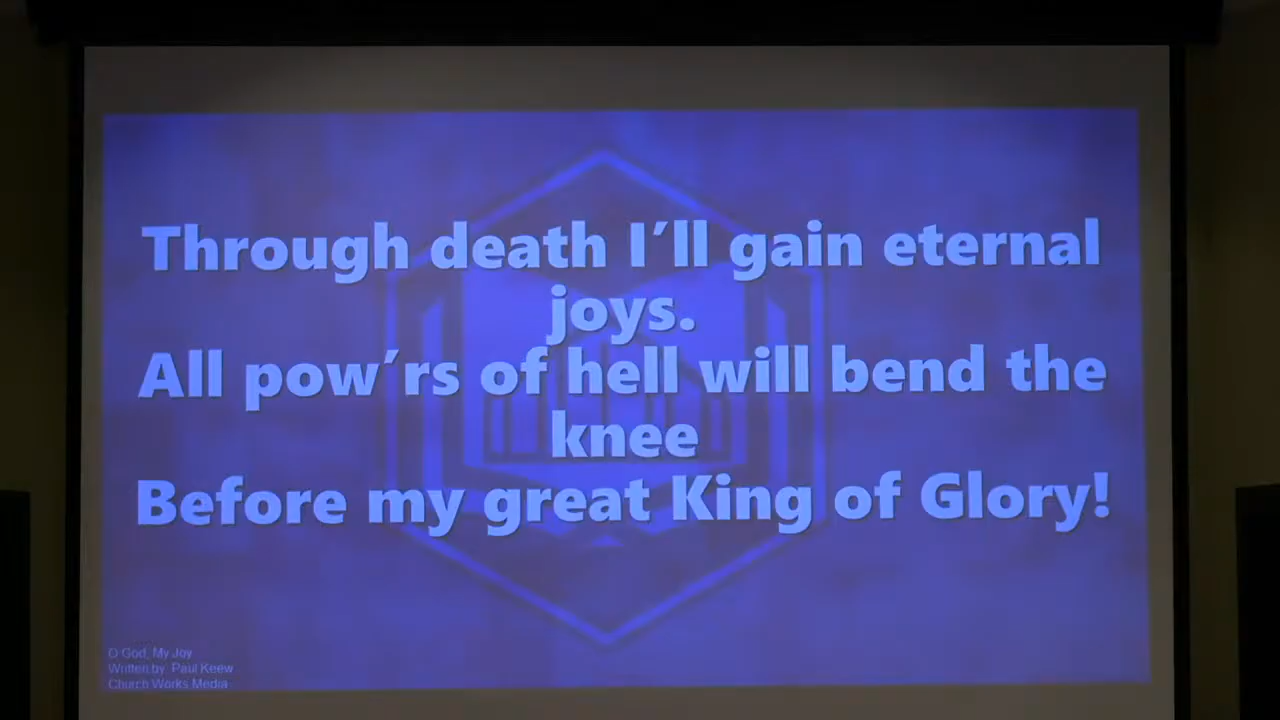 Through death I´ll gain eternal
joys.
All pow´rs of hell will bend the
knee
Before my great King of Glory!
O God, My Joy
Written by: Paul Keew
Church Works Media